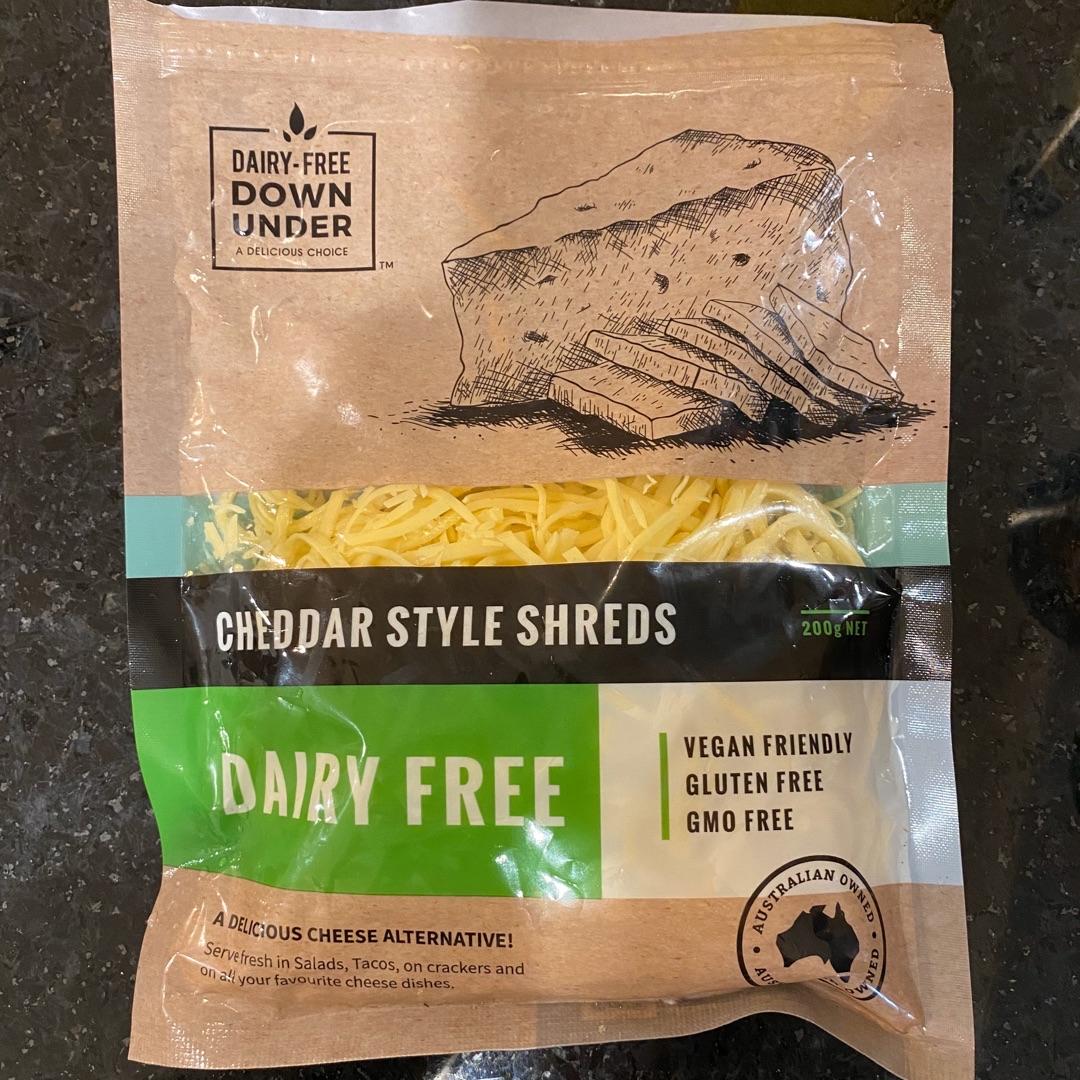 DAIRY-FREE
DOWN
UNDER
A DELICIOUS CHOICE
TM
CHEDDAR STYLE SHREDS
200g NET
DAIRY FREE
VEGAN FRIENDLY
GLUTEN FREE
GMO FREE
AUSTRALIAN OWNED
A DELICIOUS CHEESE ALTERNATIVE!
Serve fresh in Salads, Tacos, on crackers and
on all your favourite cheese dishes.